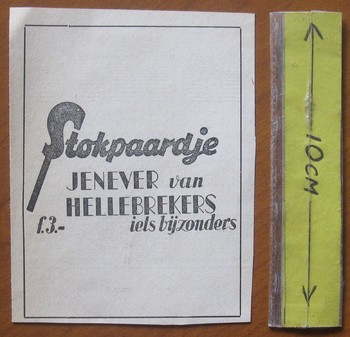 Stokpaardje
JENEVER van
HELLEBREKERS
f.3.- iets bijzonders
10CM